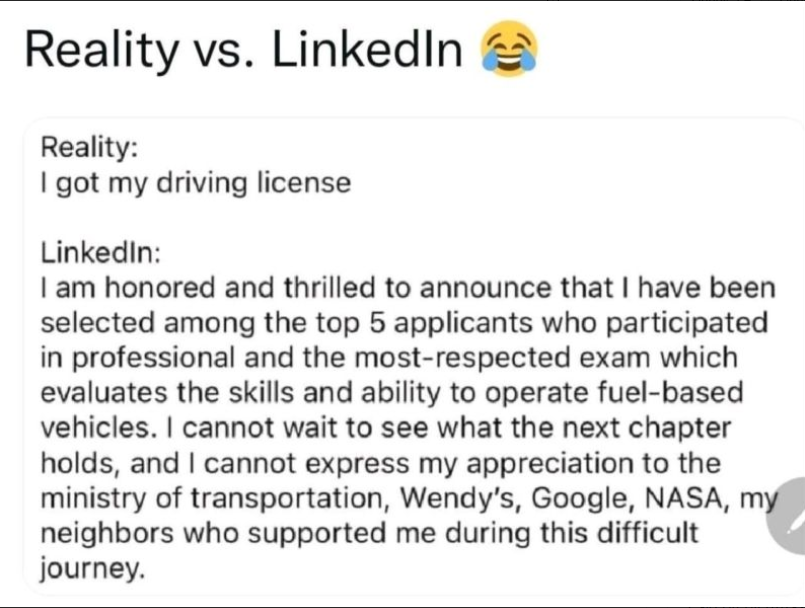 Reality vs. LinkedIn 😂
Reality:
I got my driving license
LinkedIn:
I am honored and thrilled to announce that I have been
selected among the top 5 applicants who participated
in professional and the most-respected exam which
evaluates the skills and ability to operate fuel-based
vehicles. I cannot wait to see what the next chapter
holds, and I cannot express my appreciation to the
ministry of transportation, Wendy's, Google, NASA, my
neighbors who supported me during this difficult
journey.